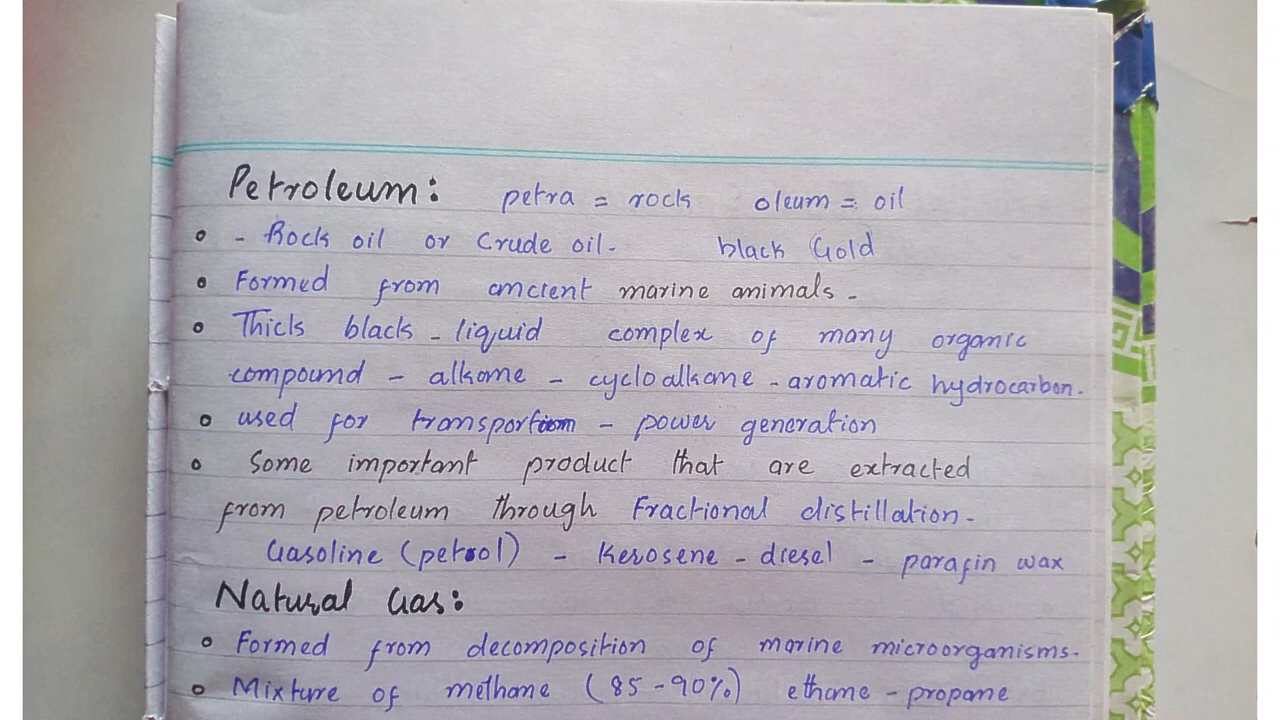 Petroleum: petra = rock oleum = oil
- Rock oil or Crude oil. black Gold
Formed from ancient marine animals.
Thick black - liquid complex of many organic
compound - alkane - cycloalkane - aromatic hydrocarbon.
used for transportion - power generation
Some important product that are extracted
from petroleum through Fractional distillation.
Gasoline (petrol) - Kerosene - diesel - parafin wax
Natural Gas:
Formed from decomposition of marine microorganisms.
Mixture of methane (85-90%) ethane - propane